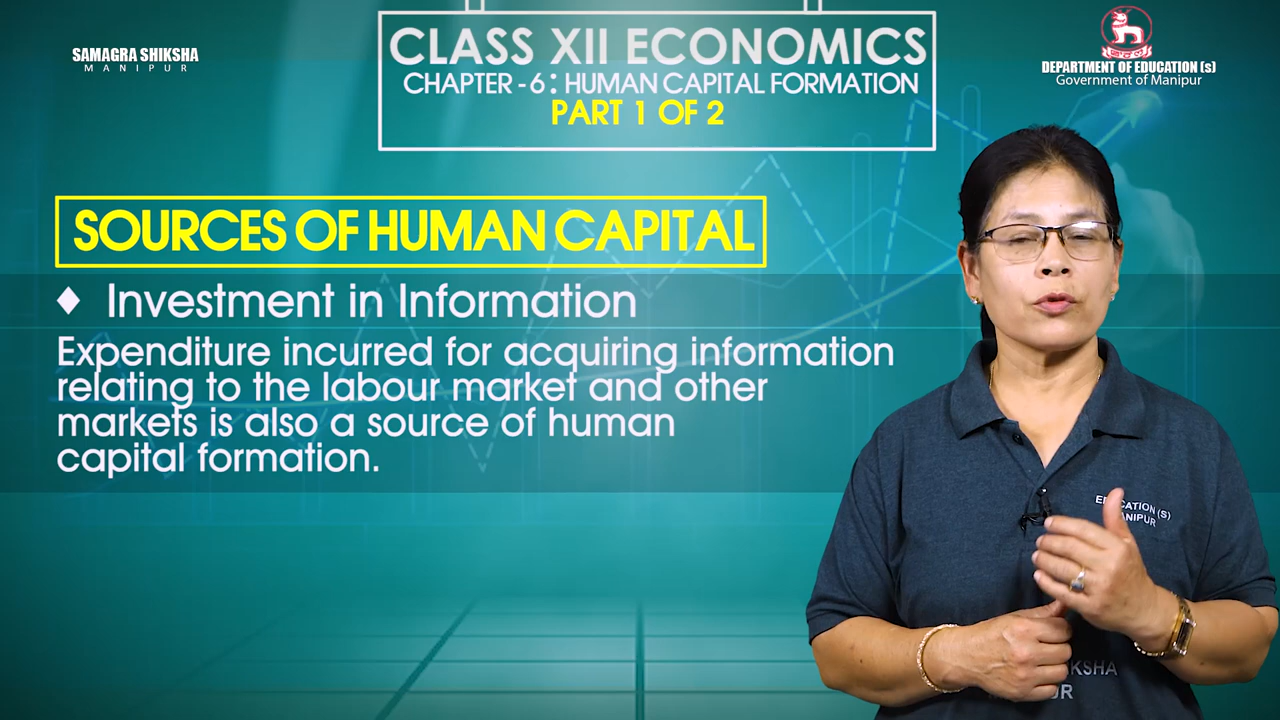 SAMAGRA SHIKSHA
MANIPUR
CLASS XII ECONOMICS
CHAPTER - 6 : HUMAN CAPITAL FORMATION
PART 1 OF 2
DEPARTMENT OF EDUCATION (s)
Government of Manipur
SOURCES OF HUMAN CAPITAL
♦ Investment in Information
Expenditure incurred for acquiring information
relating to the labour market and other
markets is also a source of human
capital formation.
(s)